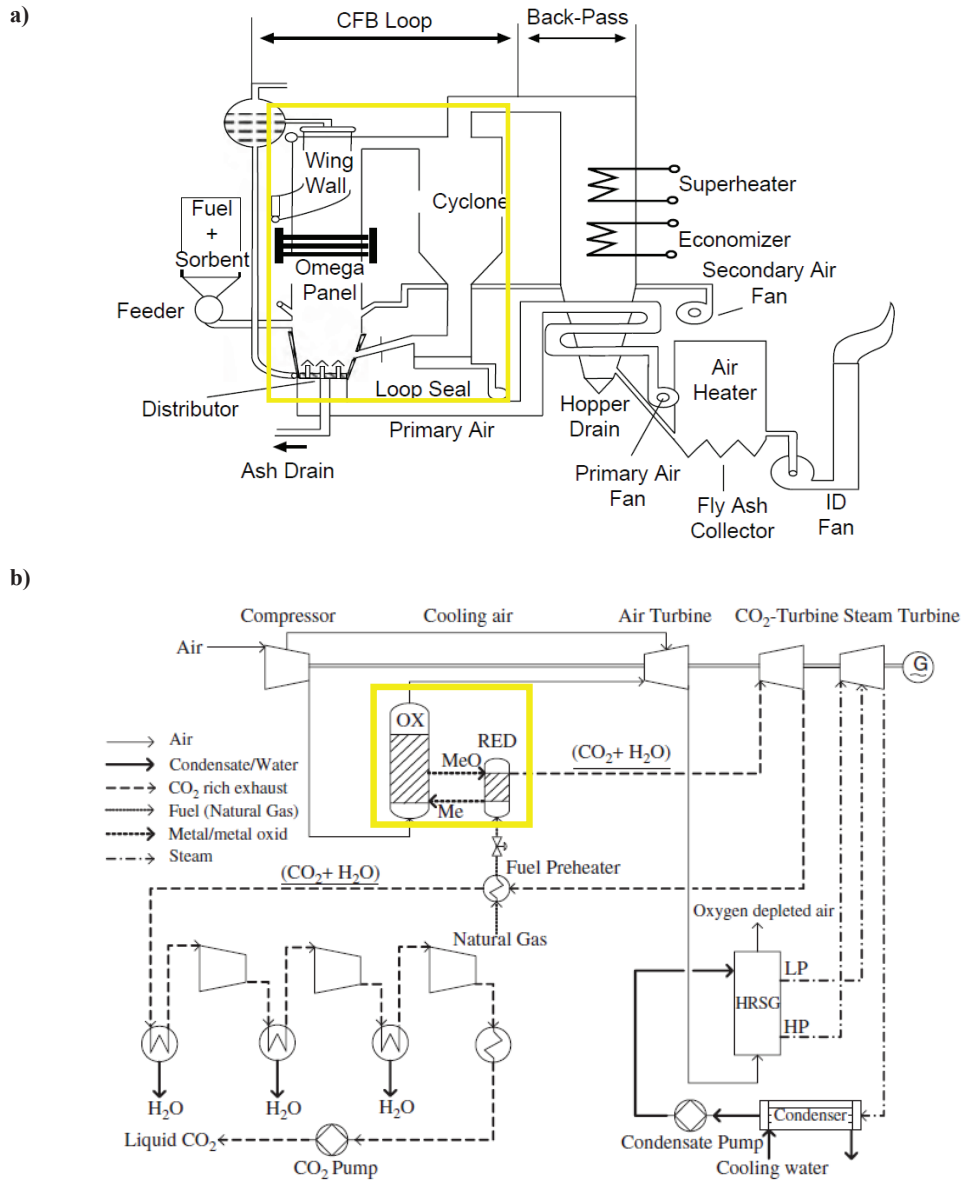 a)
CFB Loop
Back-Pass
Wing
Wall
Cyclone
Superheater
Fuel
+
Sorbent
Economizer
Omega
Panel
Secondary Air
Fan
Feeder
Air
Heater
Loop Seal
Hopper
Drain
Distributor
Primary Air
Ash Drain
Primary Air
Fan
Fly Ash
Collector
ID
Fan
b)
Compressor
Cooling air
Air Turbine
CO₂-Turbine Steam Turbine
Air
G
OX
RED
MeO
(CO₂+ H₂O)
Me
Air
Condensate/Water
CO₂ rich exhaust
Fuel (Natural Gas)
Metal/metal oxid
Steam
(CO₂+ H₂O)
Fuel Preheater
Natural Gas
Oxygen depleted air
LP
HRSG
HP
H₂O
H₂O
H₂O
Liquid CO₂
CO₂ Pump
Condenser
Condensate Pump
Cooling water